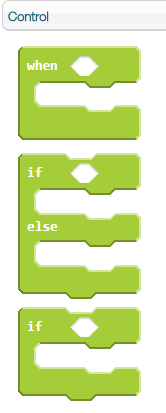 Control
when
if
else
if